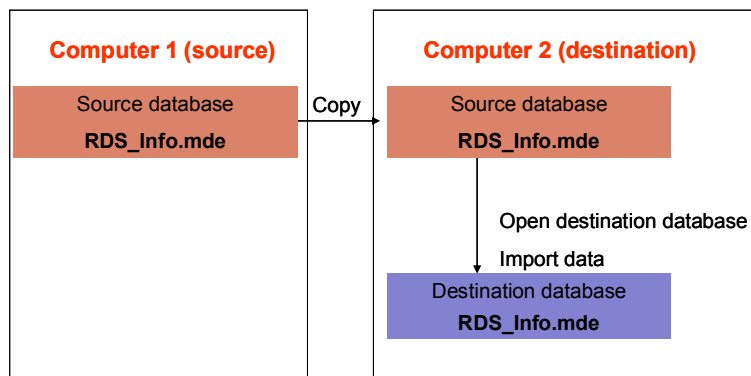 Computer 1 (source)
Source database
RDS_Info.mde
Copy
Computer 2 (destination)
Source database
RDS_Info.mde
Open destination database
Import data
Destination database
RDS_Info.mde